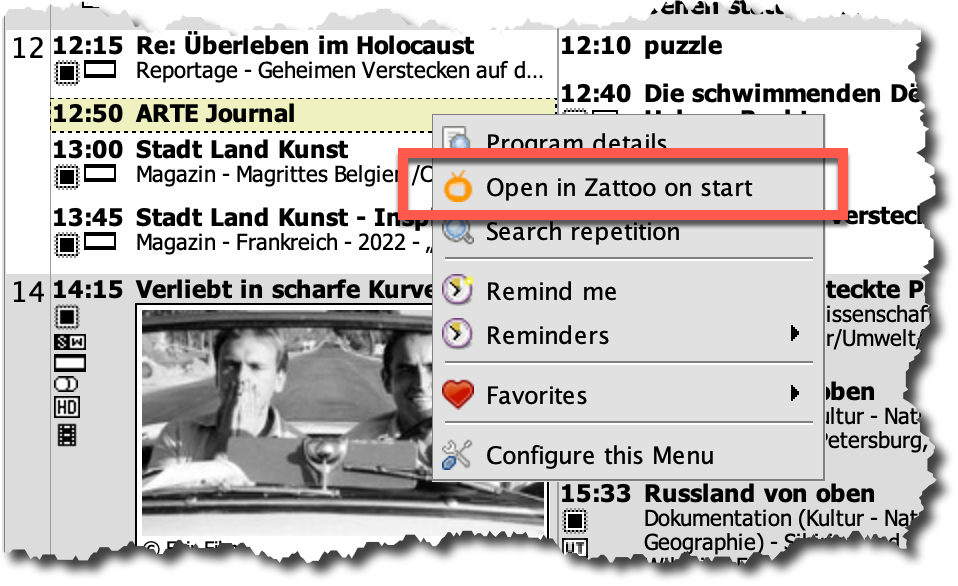 12
12:15 Re: Überleben im Holocaust
Reportage - Geheimen Verstecken auf d...
12:50 ARTE Journal
13:00 Stadt Land Kunst
Magazin - Magrittes Belgien /
13:45 Stadt Land Kunst - Insp
Magazin - Frankreich - 2022 - „
14
14:15 Verliebt in scharfe Kurve
SW
HD
12:10 puzzle
12:40 Die schwimmenden
Program details
Open in Zattoo on start
Search repetition
Remind me
Reminders
Favorites
Configure this Menu
versteck
teckte P
issenschaf
r/Umwelt/
oben
ultur - Nat
Petersburg,
15:33 Russland von oben
Dokumentation (Kultur - Nat
UT
Geographie) -